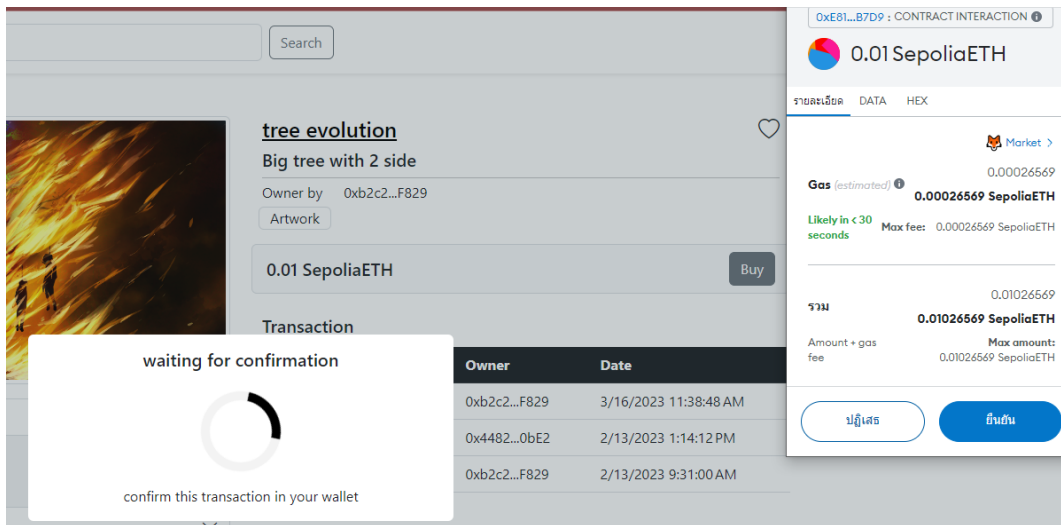 Search
tree evolution
Big tree with 2 side
Owner by 0xb2c2...F829
Artwork
0.01 SepoliaETH
Buy
Transaction
Owner Date
0xb2c2...F829 3/16/2023 11:38:48 AM
0x4482...0bE2 2/13/2023 1:14:12 PM
0xb2c2...F829 2/13/2023 9:31:00 AM
waiting for confirmation
confirm this transaction in your wallet
0xE81...B7D9 : CONTRACT INTERACTION
0.01 SepoliaETH
รายละเอียด DATA HEX
Market >
0.00026569
Gas (estimated) 0.00026569 SepoliaETH
Likely in < 30
seconds
Max fee: 0.00026569 SepoliaETH
0.01026569
รวม
0.01026569 SepoliaETH
Amount + gas
fee
Max amount:
0.01026569 SepoliaETH
ปฏิเสธ ยืนยัน